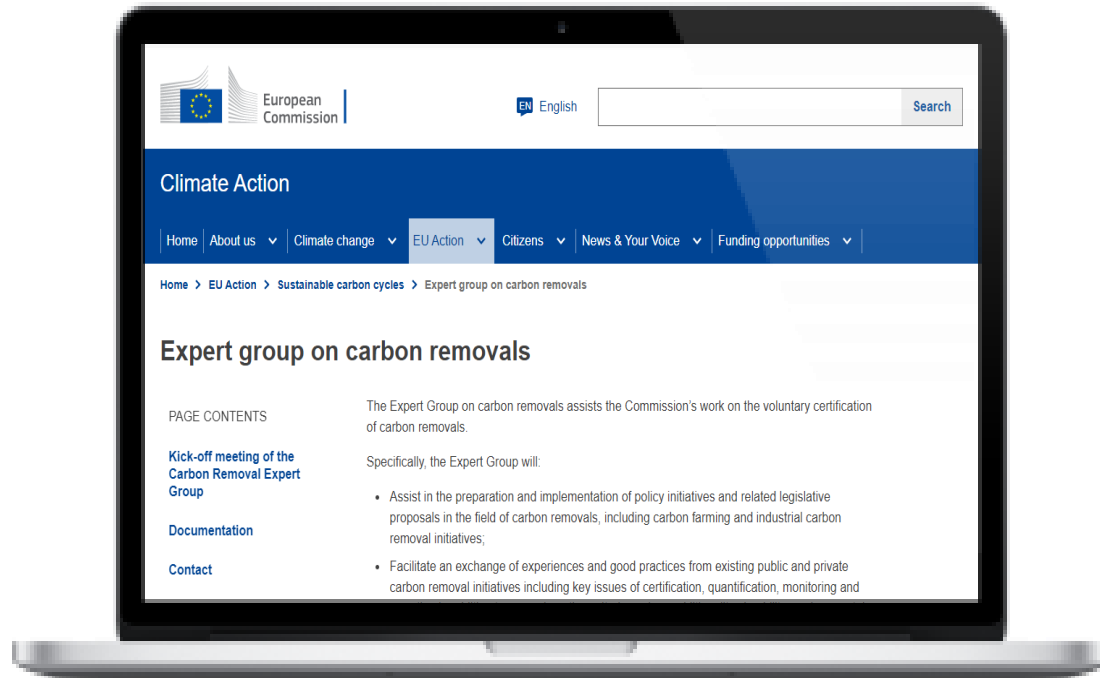 European
Commission
EN English
Search
Climate Action
Home About us Climate change EU Action Citizens News & Your Voice Funding opportunities
Home > EU Action > Sustainable carbon cycles > Expert group on carbon removals
Expert group on carbon removals
PAGE CONTENTS
Kick-off meeting of the
Carbon Removal Expert
Group
Documentation
Contact
The Expert Group on carbon removals assists the Commission's work on the voluntary certification
of carbon removals.
Specifically, the Expert Group will:
• Assist in the preparation and implementation of policy initiatives and related legislative
proposals in the field of carbon removals, including carbon farming and industrial carbon
removal initiatives;
• Facilitate an exchange of experiences and good practices from existing public and private
carbon removal initiatives including key issues of certification, quantification, monitoring and